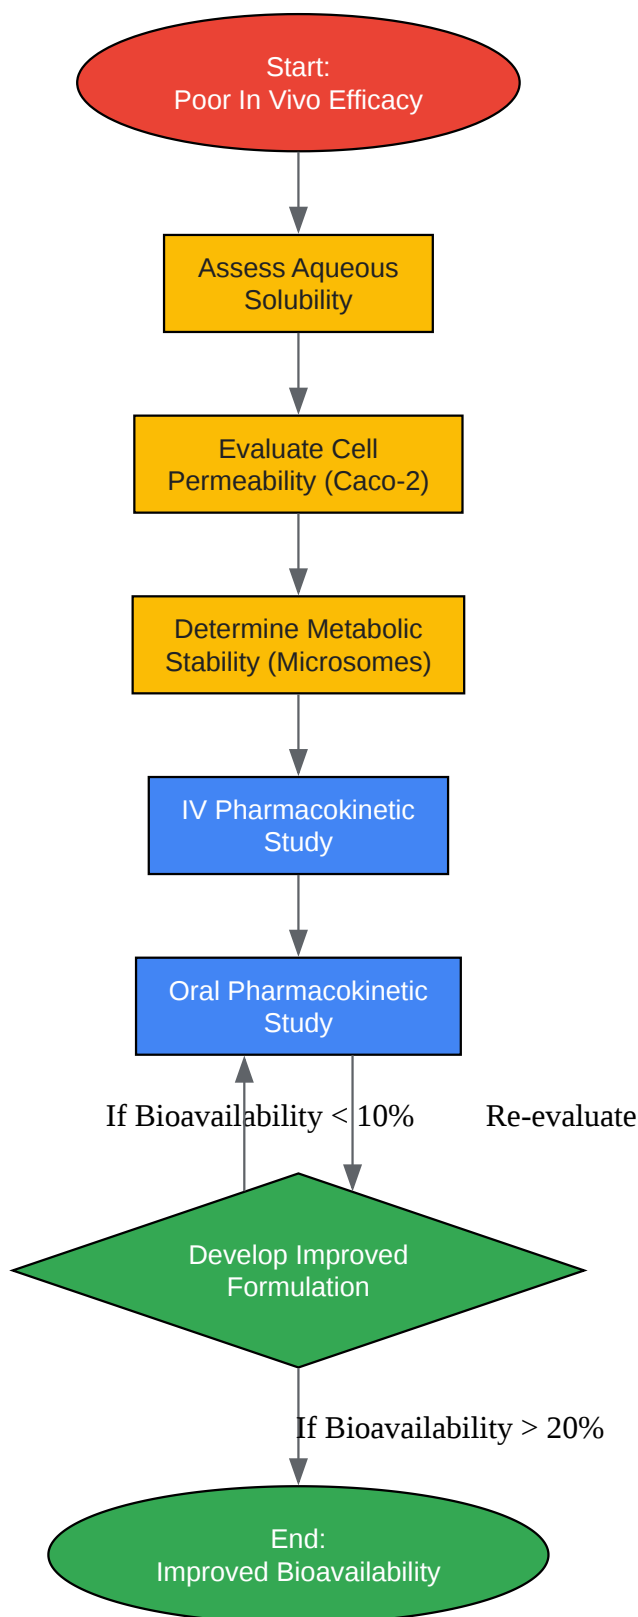 Start:
Poor In Vivo Efficacy
Assess Aqueous
Solubility
Evaluate Cell
Permeability (Caco-2)
Determine Metabolic
Stability (Microsomes)
IV Pharmacokinetic
Study
Oral Pharmacokinetic
Study
If Bioavailability < 10%
Re-evaluate
Develop Improved
Formulation
If Bioavailability > 20%
End:
Improved Bioavailability